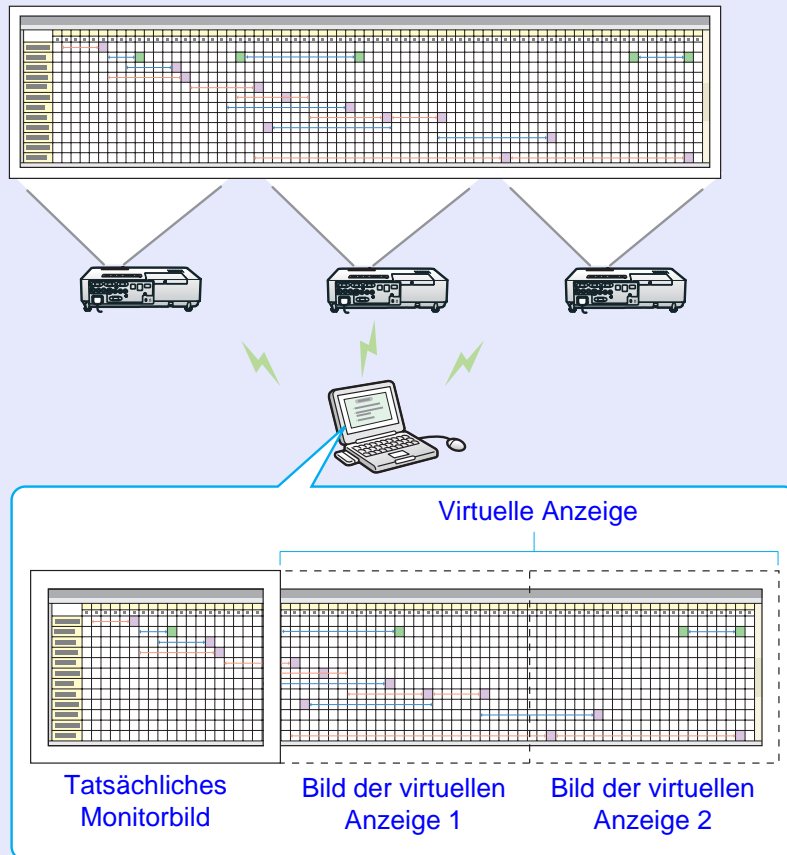 Virtuelle Anzeige
Tatsächliches
Monitorbild
Bild der virtuellen
Anzeige 1
Bild der virtuellen
Anzeige 2